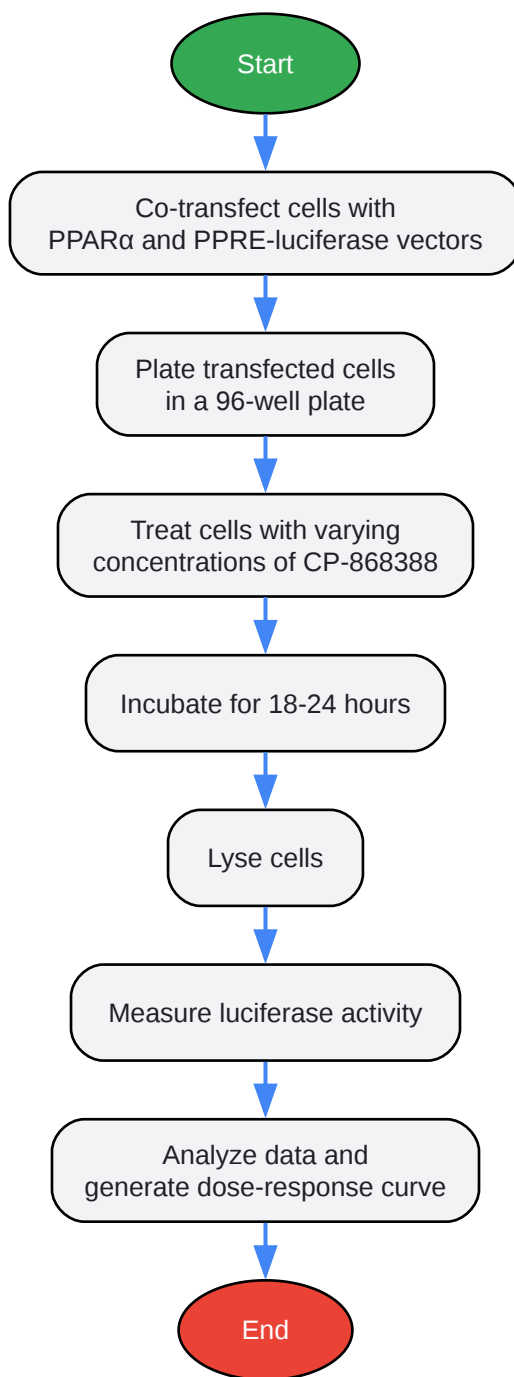 Start
Co-transfect cells with
PPARα and PPRE-luciferase vectors
Plate transfected cells
in a 96-well plate
Treat cells with varying
concentrations of CP-868388
Incubate for 18-24 hours
Lyse cells
Measure luciferase activity
Analyze data and
generate dose-response curve
End